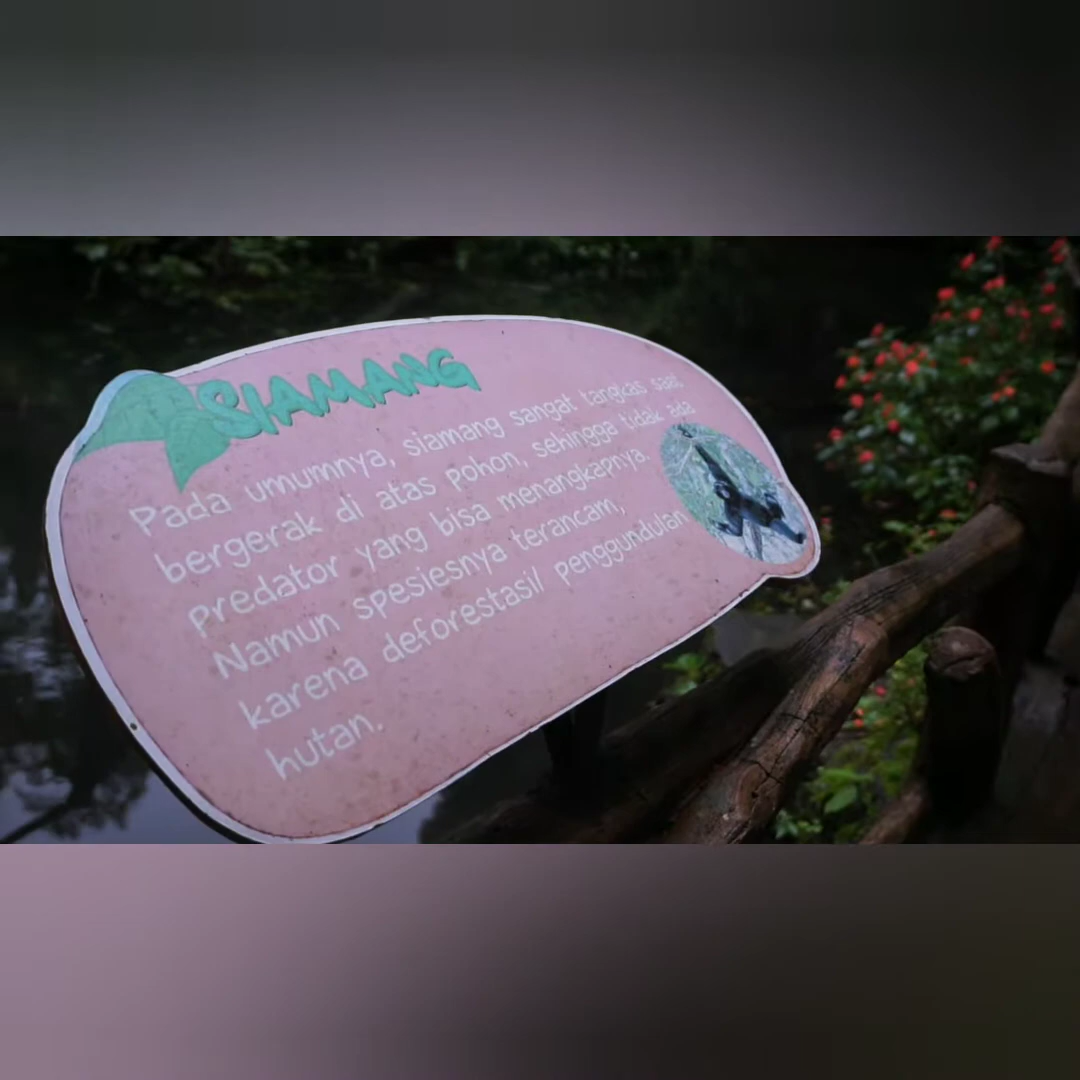 SIAMANG
Pada umumnya, siamang sangat tangkas saat
bergerak di atas pohon, sehingga tidak ada
predator yang bisa menangkapnya.
Namun spesiesnya terancam,
karena deforestasi/ penggundulan
hutan.